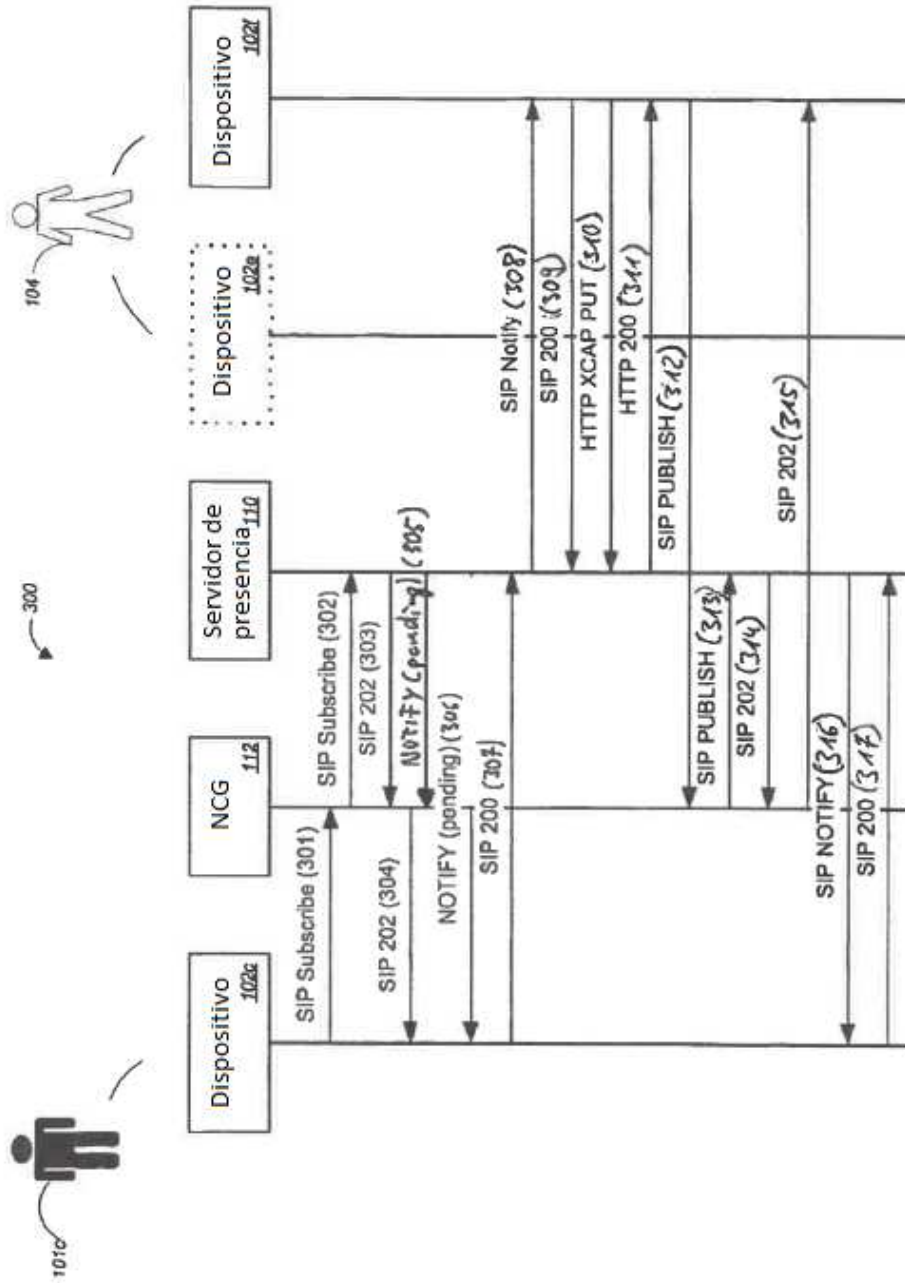 300
101c
104
Dispositivo
102c
NCG
112
Servidor de
presencia
110
Dispositivo
102e
Dispositivo
102f
SIP Subscribe (301)
SIP Subscribe (302)
SIP 202 (303)
SIP 202 (304)
NOTIFY (pending) (305)
NOTIFY (pending) (306)
SIP 200 (307)
SIP Notify (308)
SIP 200 (309)
HTTP XCAP PUT (310)
HTTP 200 (311)
SIP PUBLISH (312)
SIP PUBLISH (313)
SIP 202 (314)
SIP 202 (315)
SIP NOTIFY (316)
SIP 200 (317)